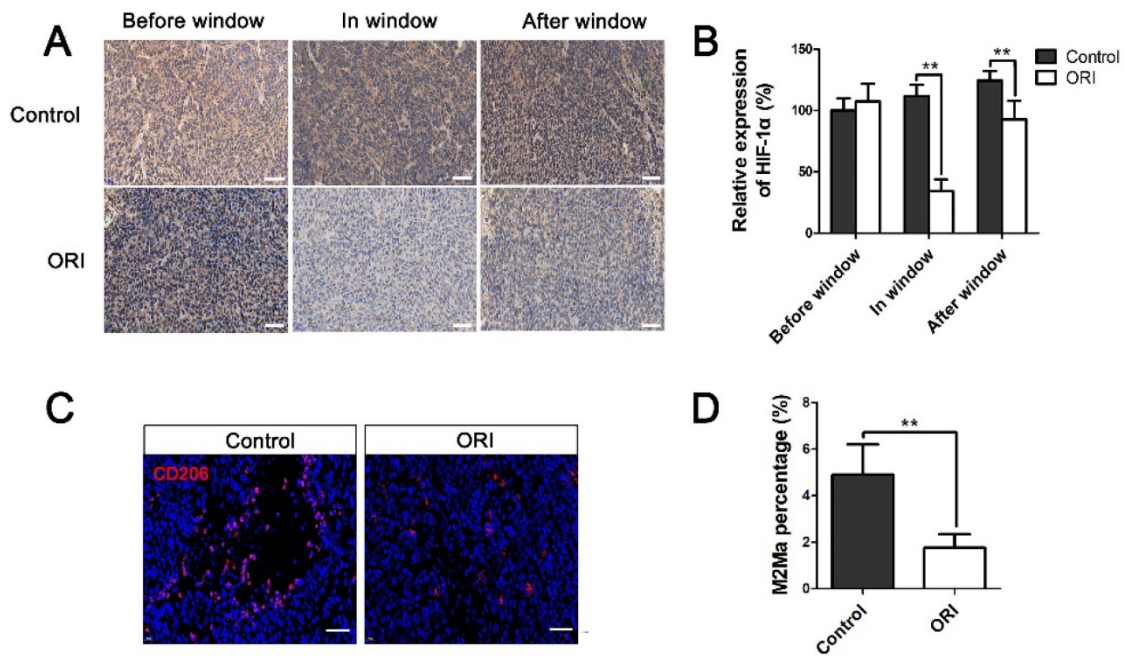 A
Before window
In window
After window
Control
ORI
B
Relative expression
of HIF-1α (%)
150
100
50
0
**
**
Control
ORI
Before window
In window
After window
C
Control
ORI
CD206
D
M2Ma percentage (%)
8
6
4
2
0
**
Control
ORI